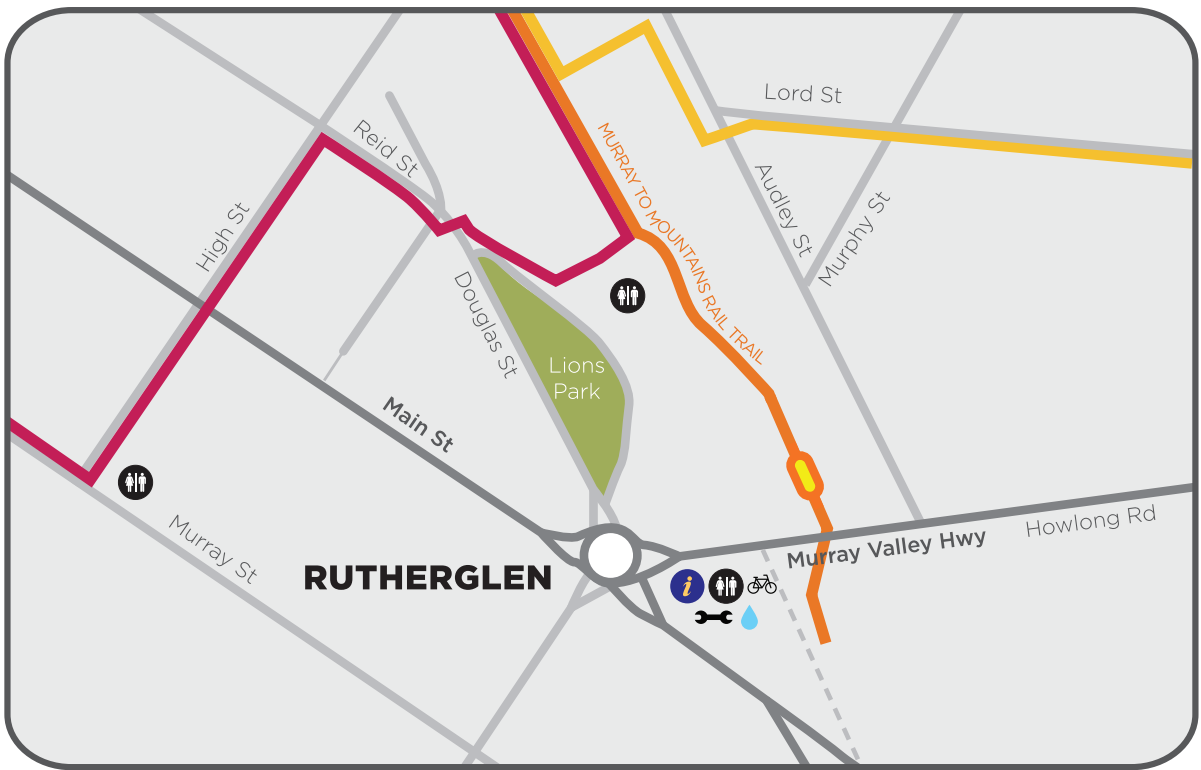 Lord St
Reid St
MURRAY TO MOUNTAINS RAIL TRAIL
Audley St
Murphy St
High St
Douglas St
Lions
Park
Main St
Murray St
Howlong Rd
Murray Valley Hwy
RUTHERGLEN
i